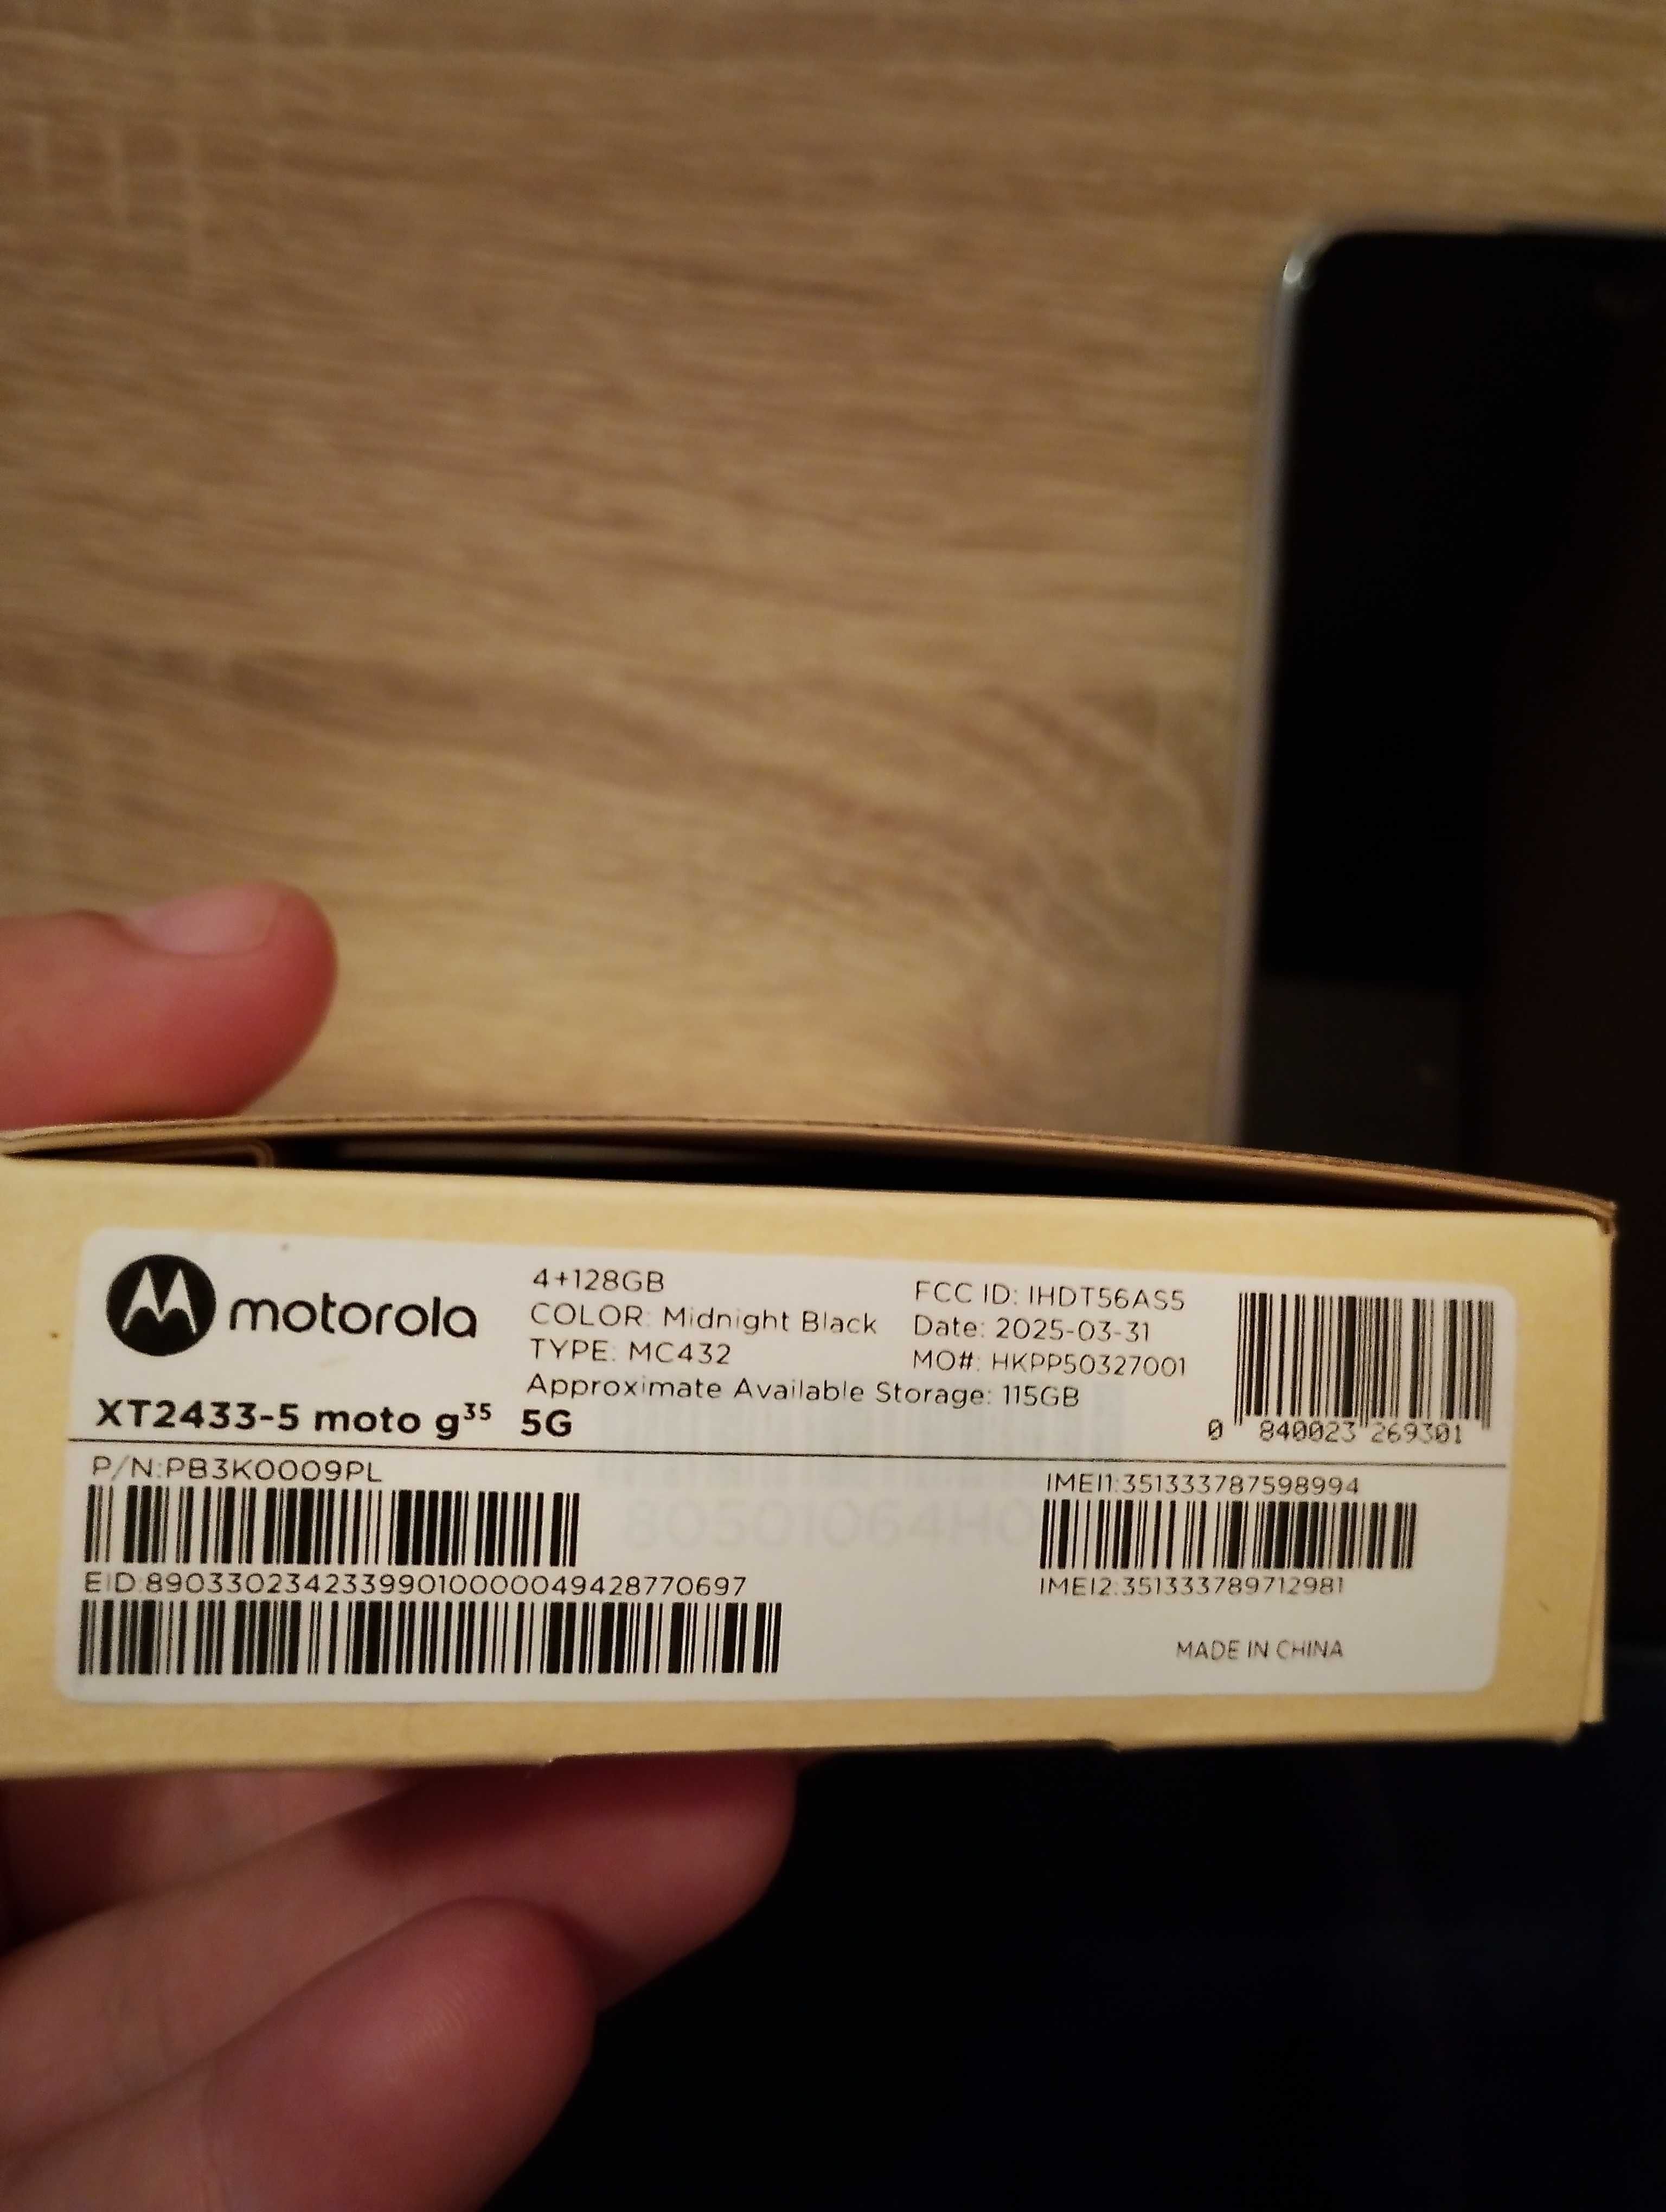 motorola
XT2433-5 moto g35 5G
4+128GB
COLOR: Midnight Black
TYPE: MC432
Approximate Available Storage: 115GB
FCC ID: IHDT56AS5
Date: 2025-03-31
MO#: HKPP50327001
0 840023 269301
P/N:PB3K0009PL
EID:89033023423399010000049428770697
IMEI1:351333787598994
IMEI2:351333789712981
MADE IN CHINA